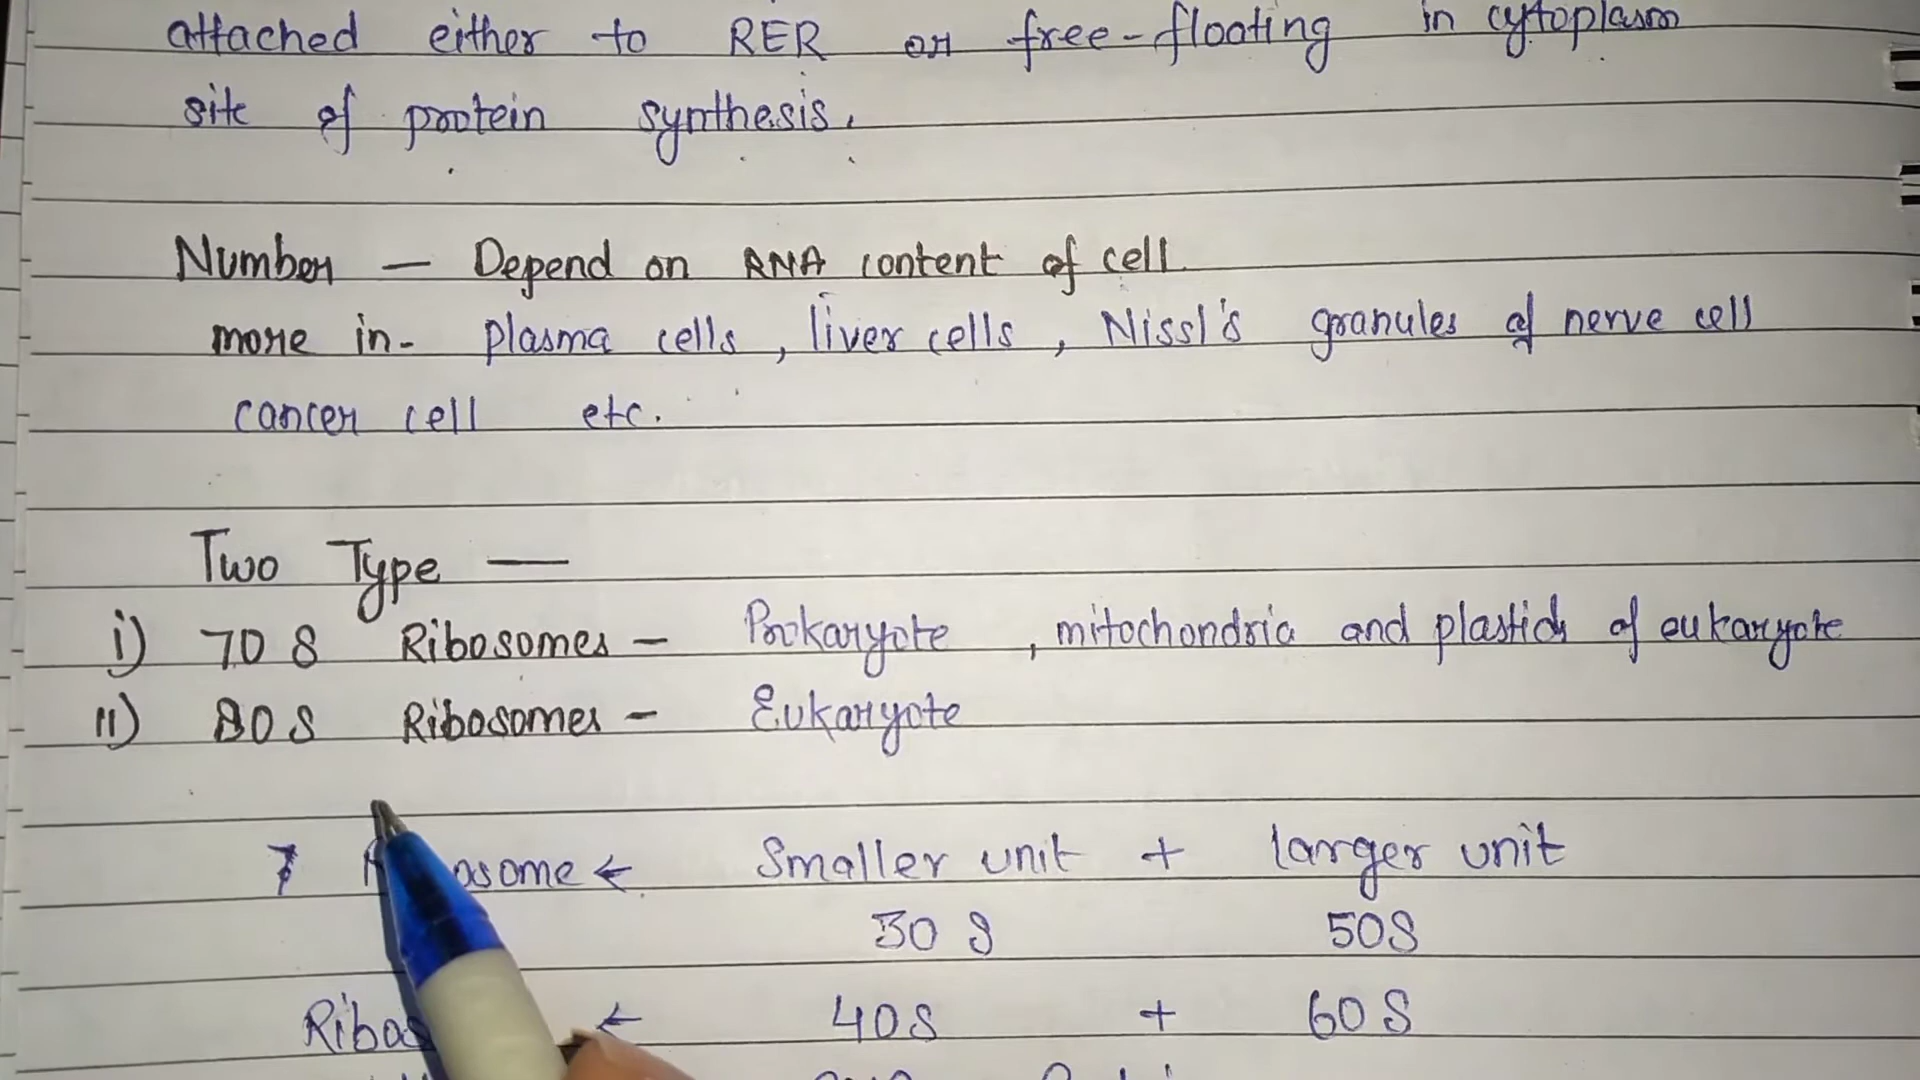 attached either to RER or free-floating in cytoplasm
site of protein synthesis.
Number — Depend on RNA content of cell
more in- plasma cells, liver cells, Nissl's granules of nerve cell
cancer cell etc.
Two Type —
i) 70 S Ribosomes - Prokaryote, mitochondria and plastids of eukaryote
ii) 80 S Ribosomes - Eukaryote
osome ← Smaller unit + larger unit
30 S 50S
Ribos ← 40S + 60 S